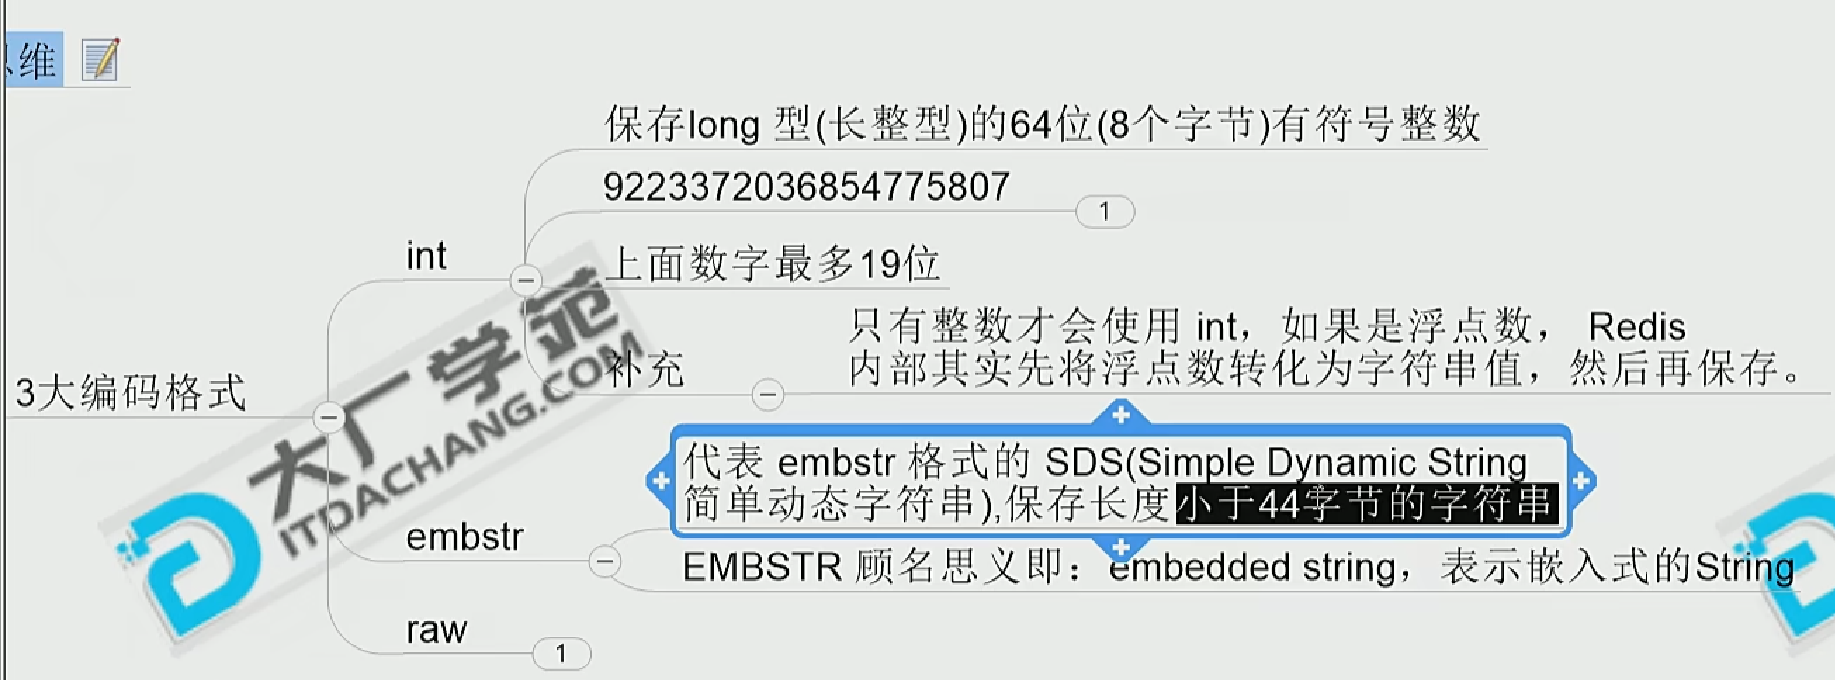 维
保存long 型(长整型)的64位(8个字节)有符号整数
9223372036854775807
1
int
上面数字最多19位
只有整数才会使用 int，如果是浮点数， Redis
内部其实先将浮点数转化为字符串值，然后再保存。
补充
3大编码格式
大厂学苑
ITDACHANG.COM
代表 embstr 格式的 SDS(Simple Dynamic String
简单动态字符串),保存长度小于44字节的字符串
embstr
EMBSTR 顾名思义即：embedded string，表示嵌入式的String
raw
1